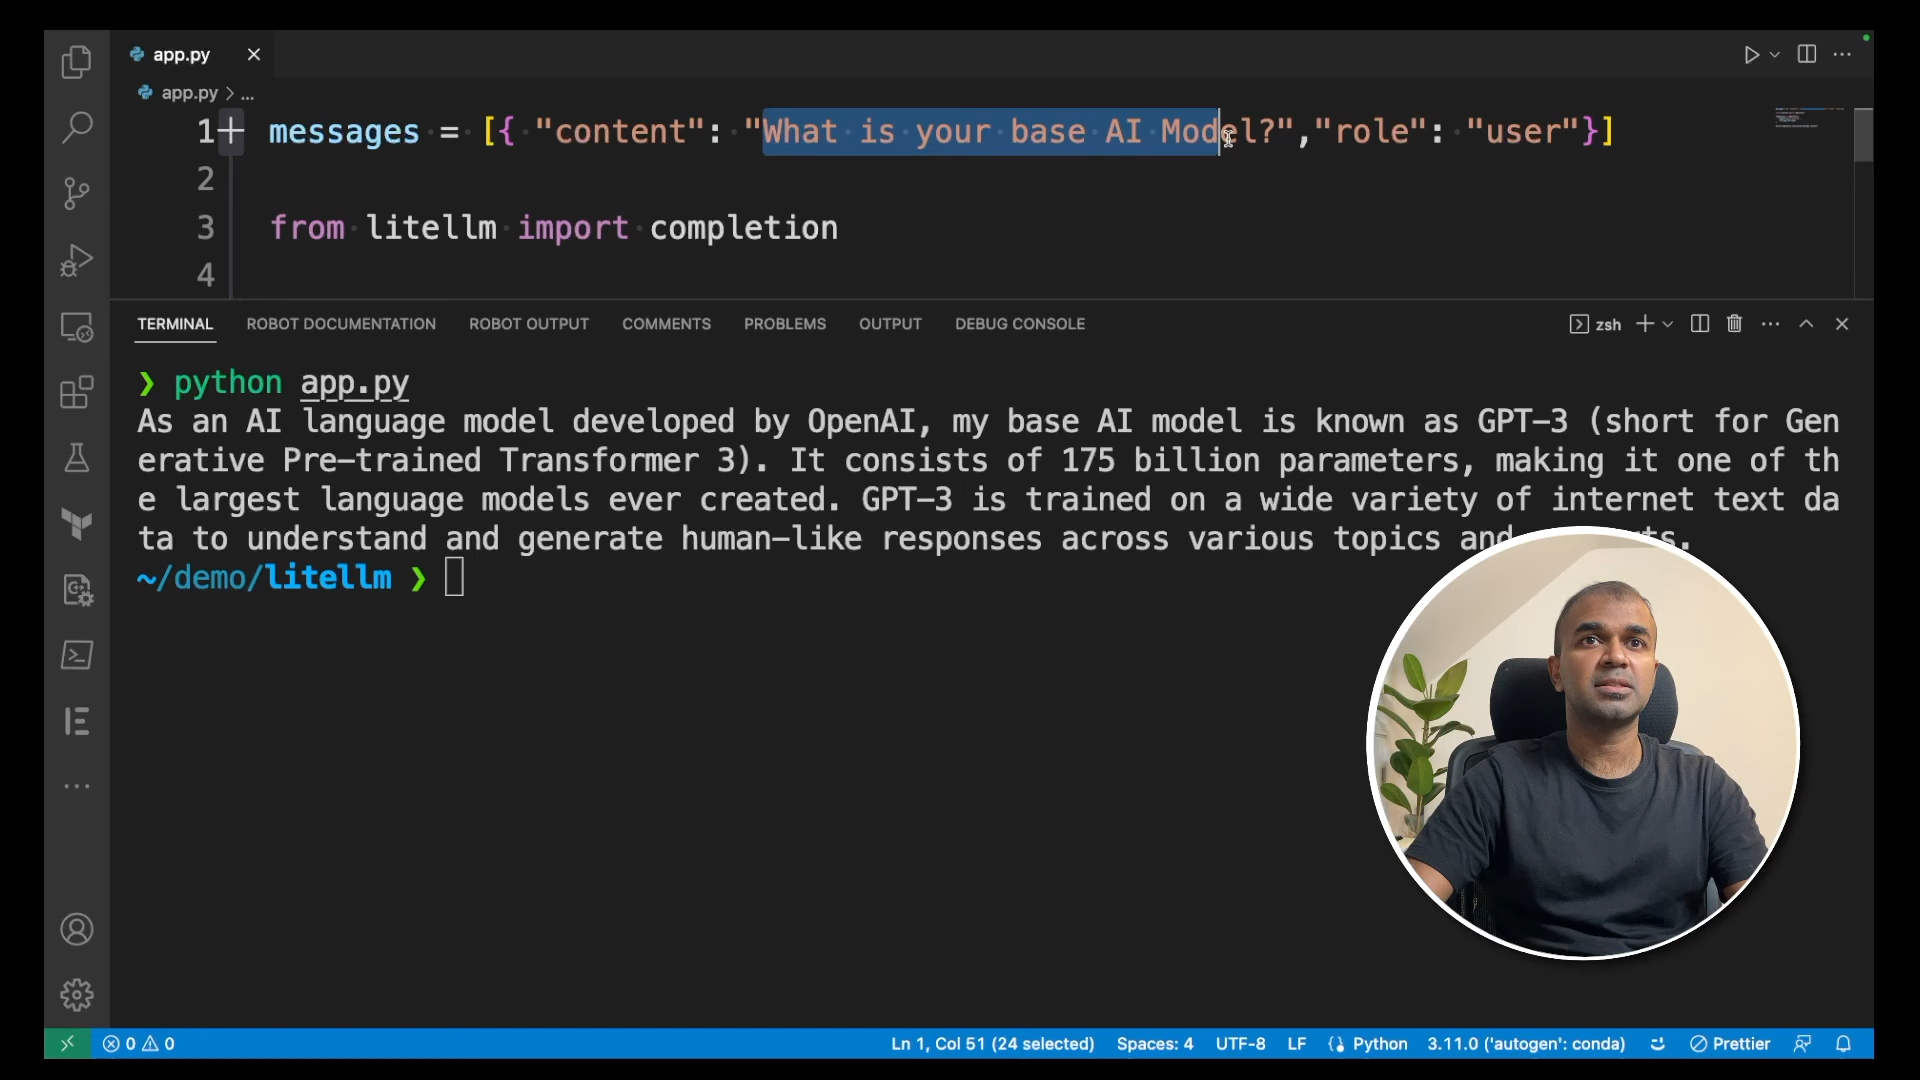 app.py
app.py > ...
1 messages = [{ "content": "What is your base AI Model?","role": "user"}]
2
3 from litellm import completion
4
TERMINAL ROBOT DOCUMENTATION ROBOT OUTPUT COMMENTS PROBLEMS OUTPUT DEBUG CONSOLE zsh
❯ python app.py
As an AI language model developed by OpenAI, my base AI model is known as GPT-3 (short for Gen
erative Pre-trained Transformer 3). It consists of 175 billion parameters, making it one of th
e largest language models ever created. GPT-3 is trained on a wide variety of internet text da
ta to understand and generate human-like responses across various topics and
~/demo/litellm ❯
0 0 Ln 1, Col 51 (24 selected) Spaces: 4 UTF-8 LF Python 3.11.0 ('autogen': conda) Prettier